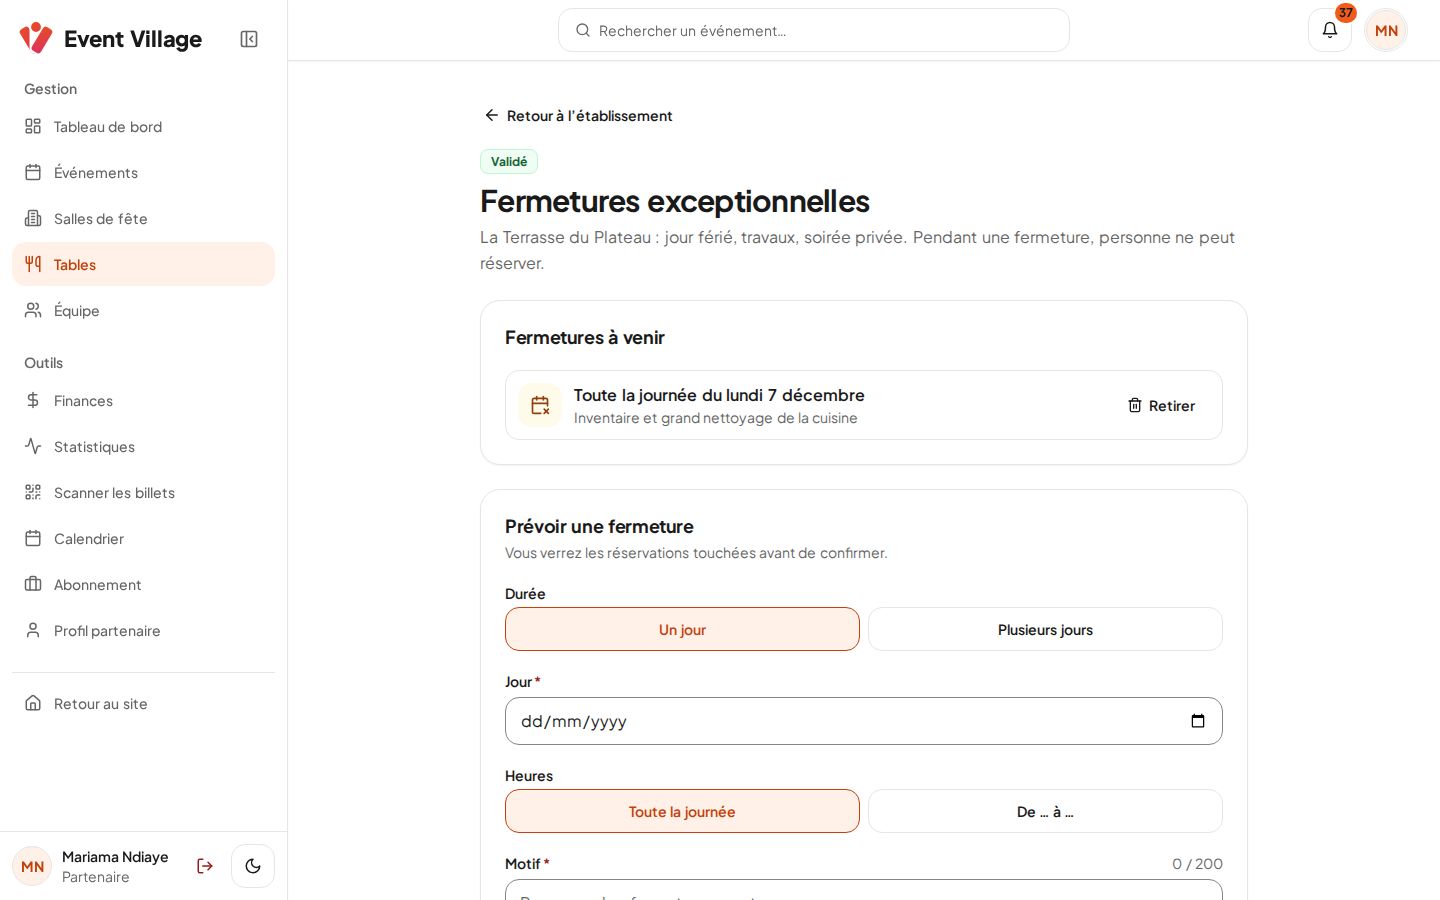 Event Village
Rechercher un événement...
37
MN
Gestion
Tableau de bord
Événements
Salles de fête
Tables
Équipe
Outils
Finances
Statistiques
Scanner les billets
Calendrier
Abonnement
Profil partenaire
Retour au site
MN
Mariama Ndiaye
Partenaire
Retour à l'établissement
Validé
Fermetures exceptionnelles
La Terrasse du Plateau : jour férié, travaux, soirée privée. Pendant une fermeture, personne ne peut
réserver.
Fermetures à venir
Toute la journée du lundi 7 décembre
Inventaire et grand nettoyage de la cuisine
Retirer
Prévoir une fermeture
Vous verrez les réservations touchées avant de confirmer.
Durée
Un jour
Plusieurs jours
Jour *
dd/mm/yyyy
Heures
Toute la journée
De ... à ...
Motif *
0 / 200